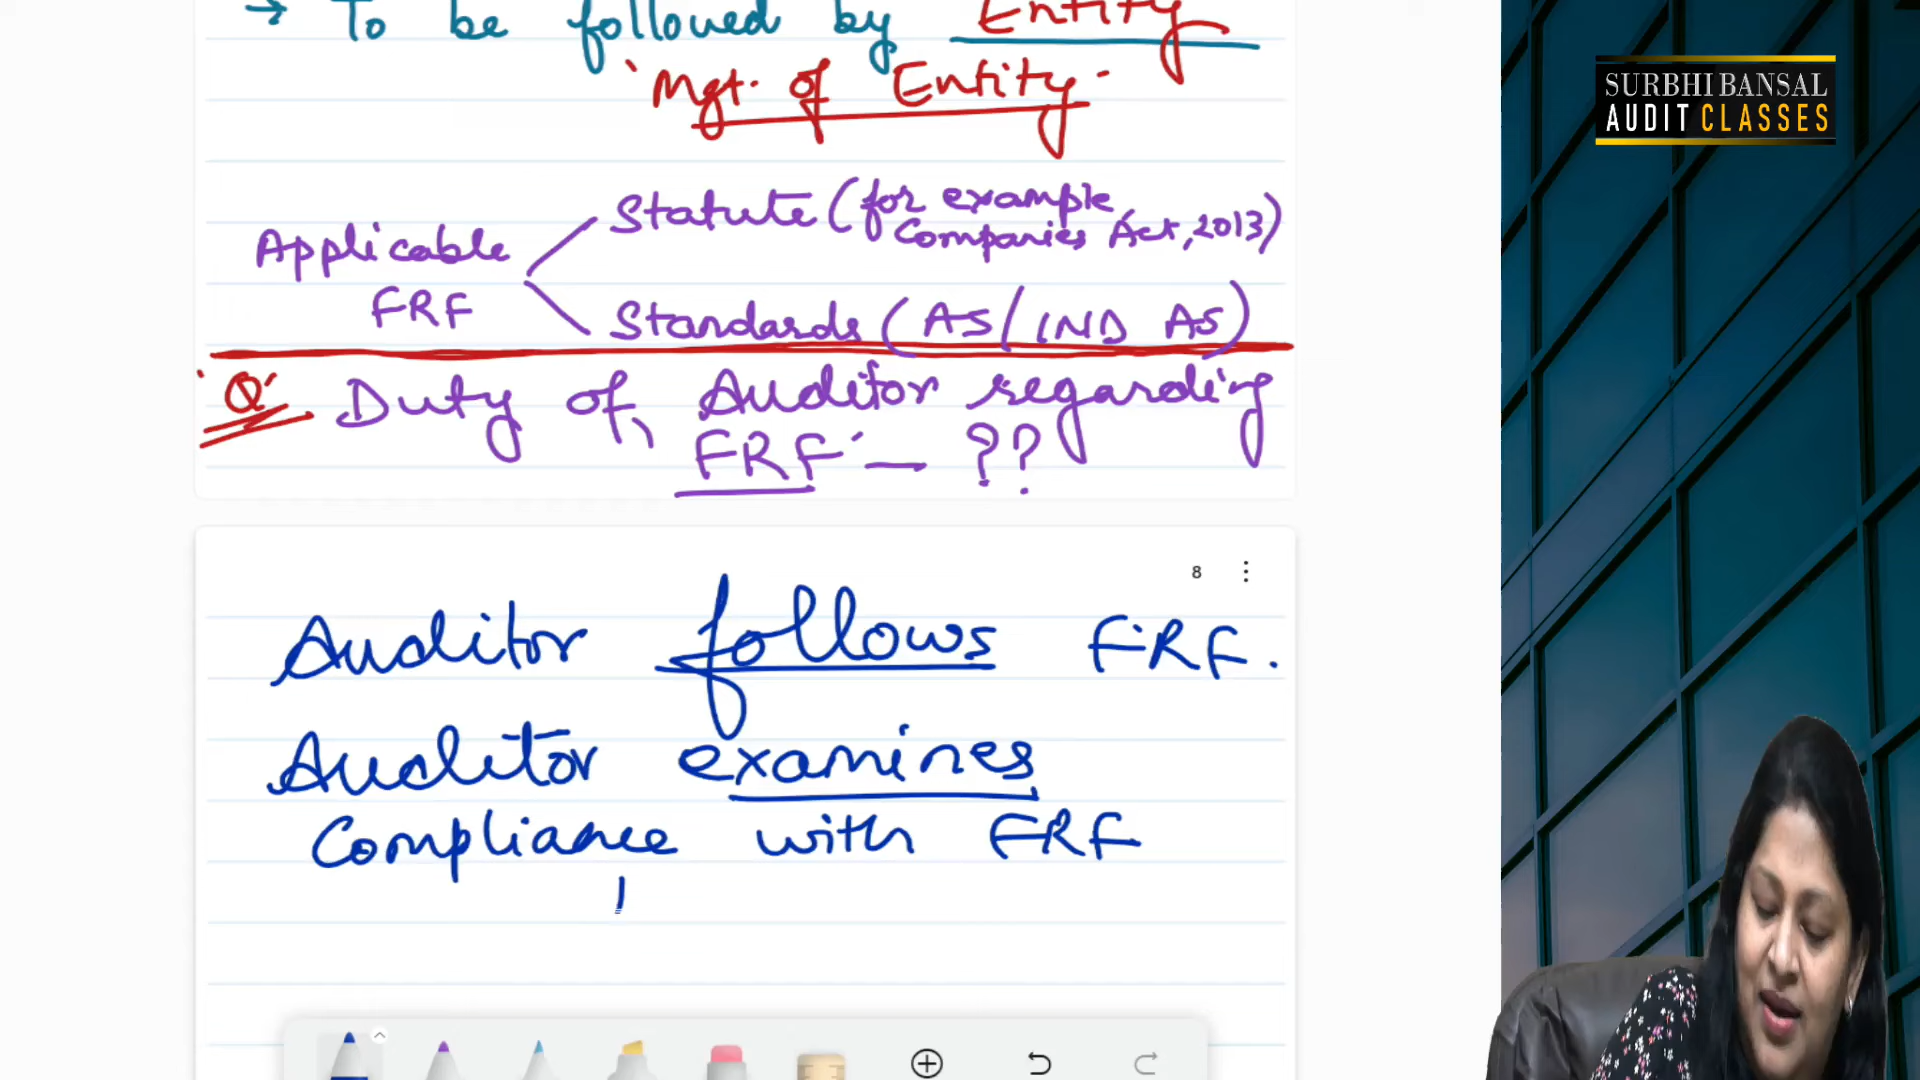 → To be followed by Entity
Mgt. of Entity
SURBHI BANSAL
AUDIT CLASSES
Applicable FRF
Statute (for example Companies Act, 2013)
Standards (AS/IND AS)
Q Duty of Auditor regarding
FRF — ??
8
Auditor follows FRF.
Auditor examines
Compliance with FRF